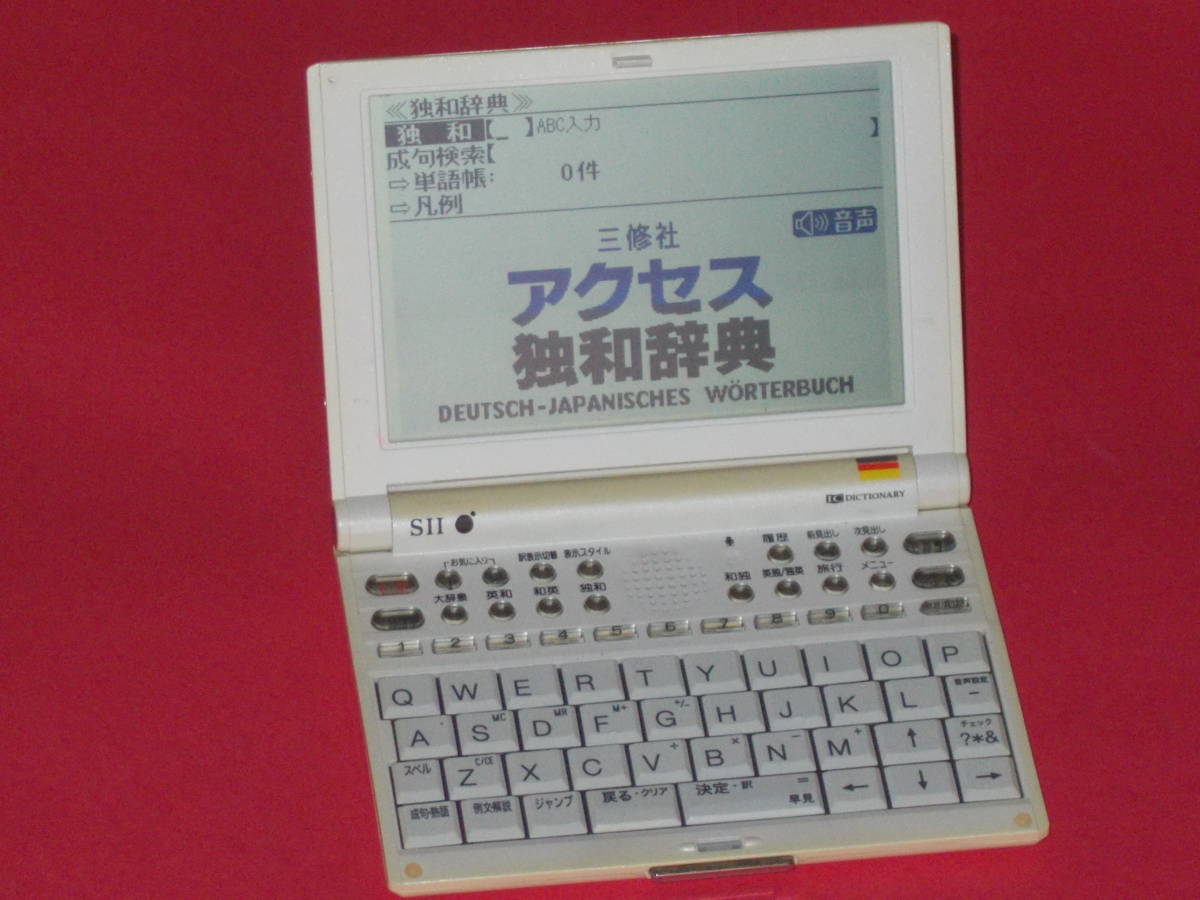 ≪独和辞典≫
独 和【_ 】ABC入力
成句検索【 】
⇨単語帳: 0件
⇨凡例
音声
三修社
アクセス
独和辞典
DEUTSCH-JAPANISCHES WÖRTERBUCH
SII IC DICTIONARY
お気に入り 訳表示切替 表示スタイル 履歴 前見出し 次見出し
大辞泉 英和 和英 独和 和独 英独/独英 旅行 メニュー
1 2 3 4 5 6 7 8 9 0
Q W E R T Y U I O P
音声設定
A S MC D MR F M+ G +/- H J K L −
スペル Z C/CE X C V ÷ B × N − M + ↑ チェック ?*&
成句・熟語 例文/解説 ジャンプ 戻る・クリア 決定・訳 = 早見 ← ↓ →